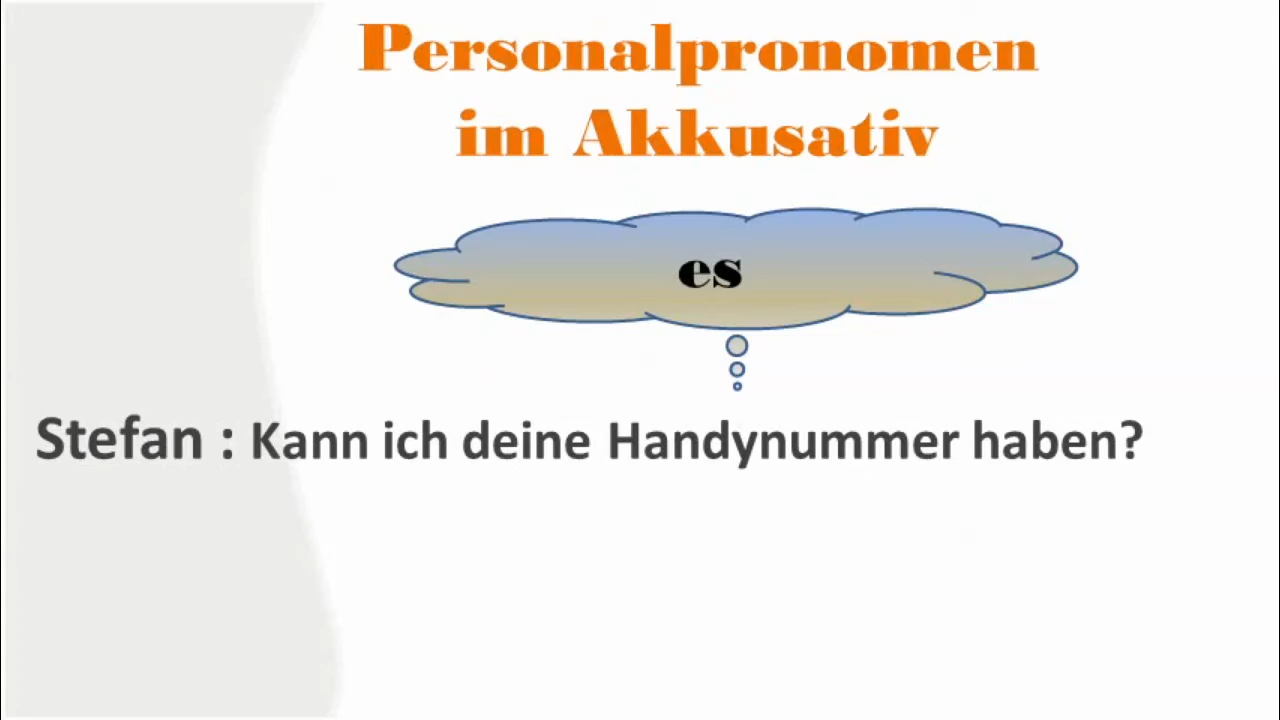 Personalpronomen
im Akkusativ
es
Stefan : Kann ich deine Handynummer haben?